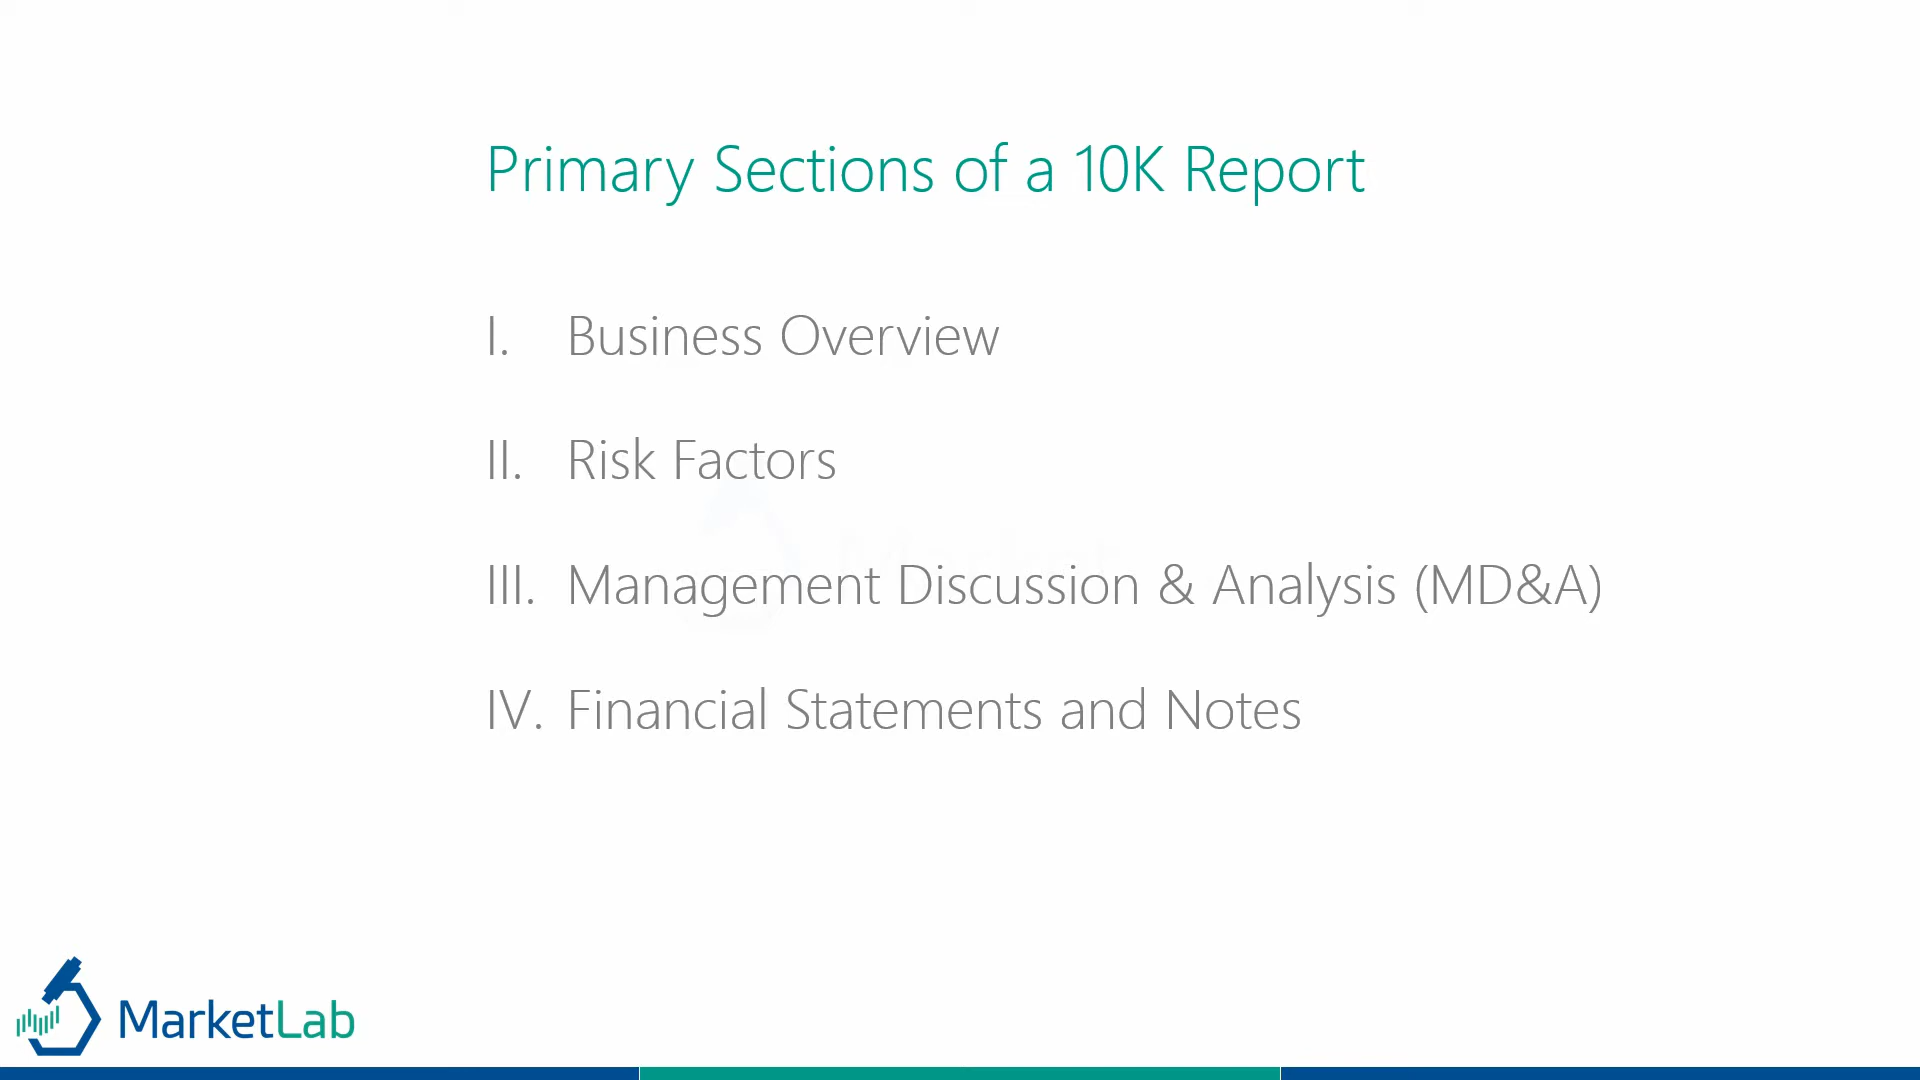 Primary Sections of a 10K Report
I. Business Overview
II. Risk Factors
III. Management Discussion & Analysis (MD&A)
IV. Financial Statements and Notes
MarketLab